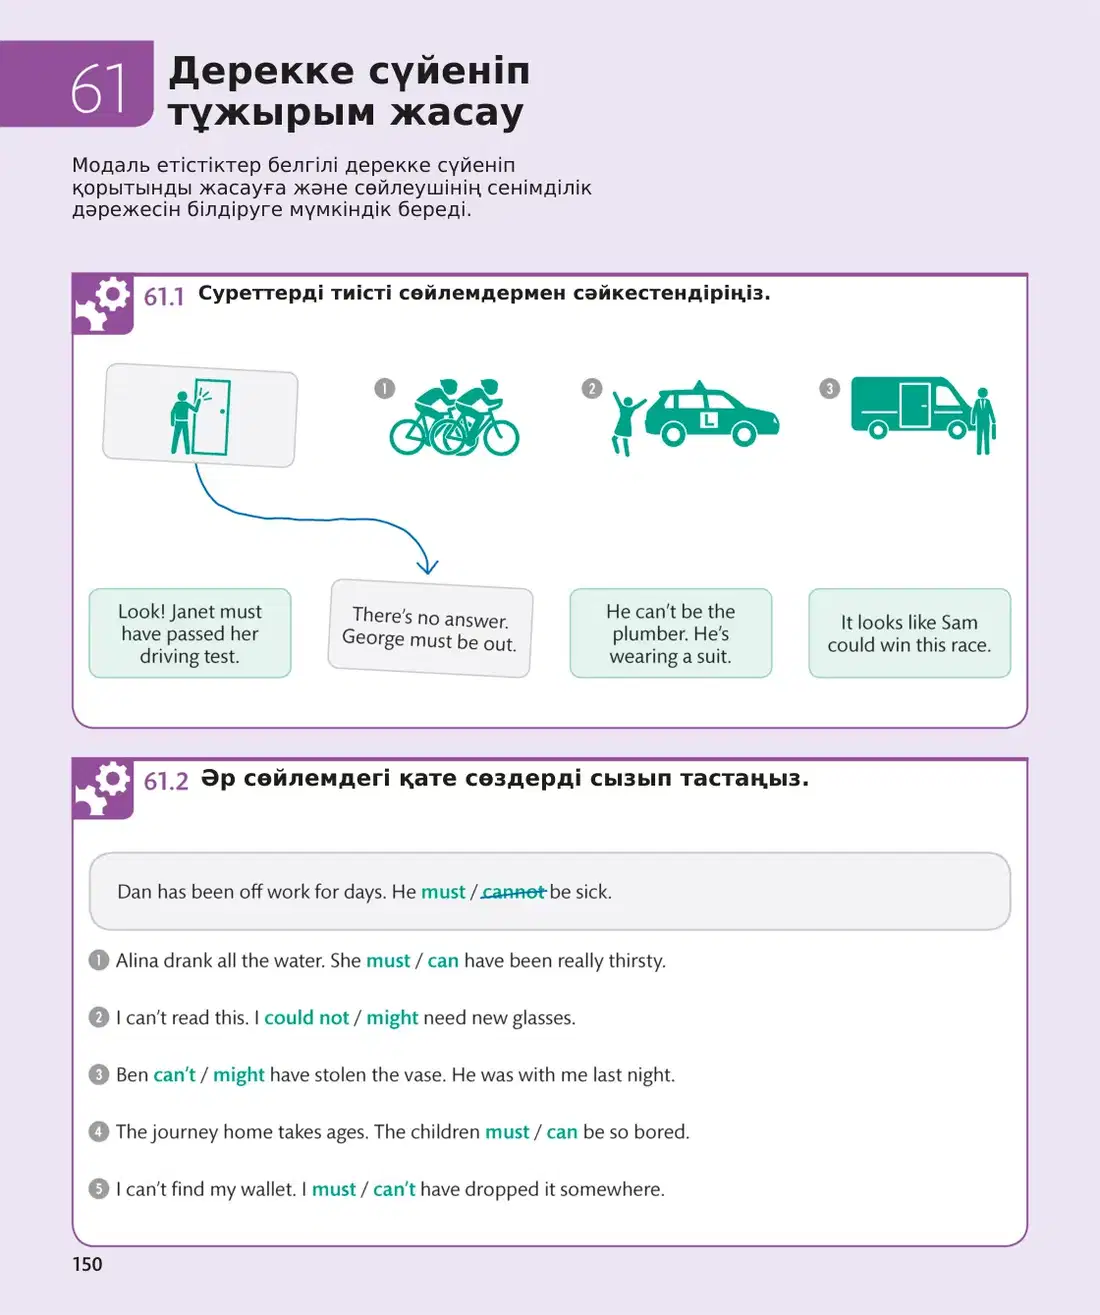 61
Дерекке сүйеніп
тұжырым жасау
Модаль етістіктер белгілі дерекке сүйеніп
қорытынды жасауға және сөйлеушінің сенімділік
дәрежесін білдіруге мүмкіндік береді.
61.1 Суреттерді тиісті сөйлемдермен сәйкестендіріңіз.
1
2
3
L
Look! Janet must
have passed her
driving test.
There's no answer.
George must be out.
He can't be the
plumber. He's
wearing a suit.
It looks like Sam
could win this race.
61.2 Әр сөйлемдегі қате сөздерді сызып тастаңыз.
Dan has been off work for days. He must / cannot be sick.
1 Alina drank all the water. She must / can have been really thirsty.
2 I can't read this. I could not / might need new glasses.
3 Ben can't / might have stolen the vase. He was with me last night.
4 The journey home takes ages. The children must / can be so bored.
5 I can't find my wallet. I must / can't have dropped it somewhere.
150